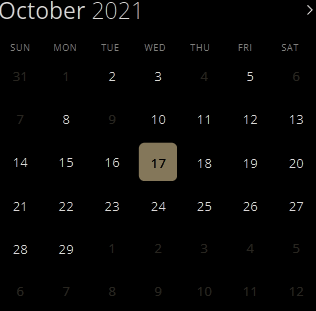 October 2021
SUN MON TUE WED THU FRI SAT
31 1 2 3 4 5 6
7 8 9 10 11 12 13
14 15 16 17 18 19 20
21 22 23 24 25 26 27
28 29 1 2 3 4 5
6 7 8 9 10 11 12